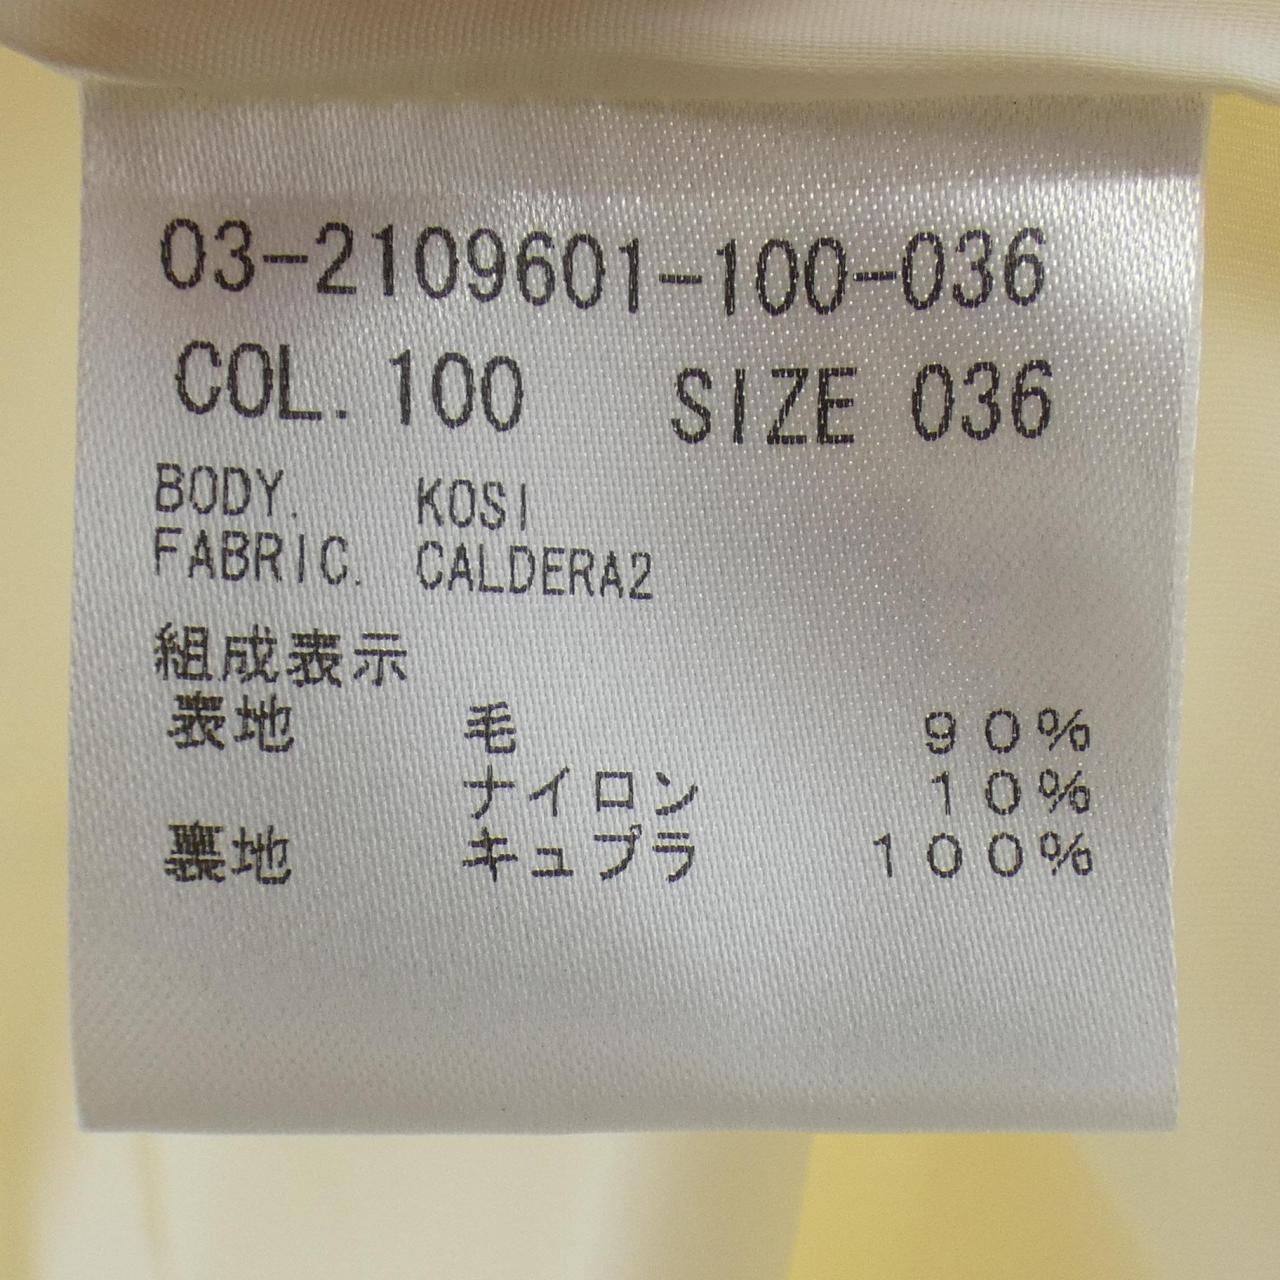 03-2109601-100-036
COL. 100 SIZE 036
BODY. KOSI
FABRIC. CALDERA2
組成表示
表地 毛 90%
ナイロン 10%
裏地 キュプラ 100%